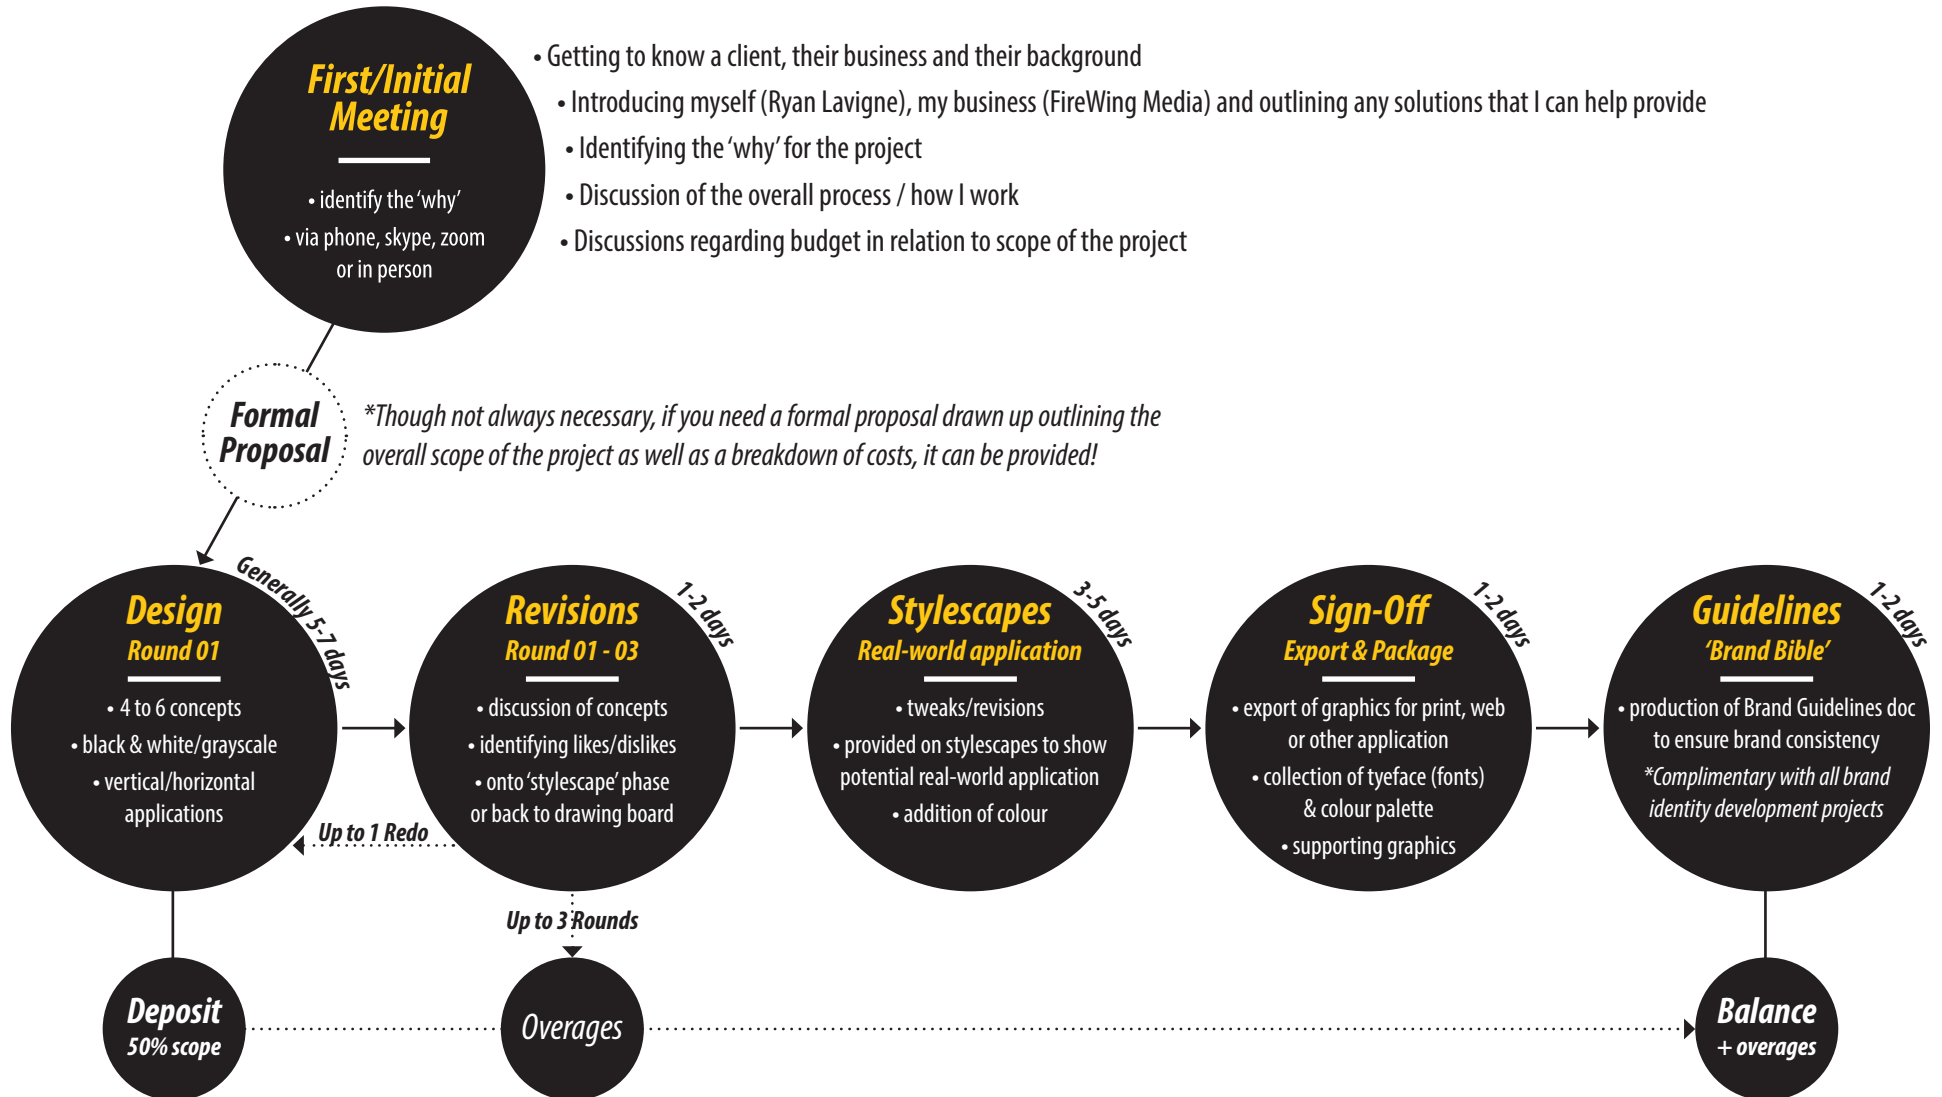 First/Initial
Meeting
• identify the ‘why’
• via phone, skype, zoom
or in person
• Getting to know a client, their business and their background
• Introducing myself (Ryan Lavigne), my business (FireWing Media) and outlining any solutions that I can help provide
• Identifying the ‘why’ for the project
• Discussion of the overall process / how I work
• Discussions regarding budget in relation to scope of the project
Formal
Proposal
*Though not always necessary, if you need a formal proposal drawn up outlining the
overall scope of the project as well as a breakdown of costs, it can be provided!
Generally 5-7 days
Design
Round 01
• 4 to 6 concepts
• black & white/grayscale
• vertical/horizontal
applications
1-2 days
Revisions
Round 01 - 03
• discussion of concepts
• identifying likes/dislikes
• onto ‘stylescape’ phase
or back to drawing board
Up to 1 Redo
3-5 days
Stylescapes
Real-world application
• tweaks/revisions
• provided on stylescapes to show
potential real-world application
• addition of colour
1-2 days
Sign-Off
Export & Package
• export of graphics for print, web
or other application
• collection of tyeface (fonts)
& colour palette
• supporting graphics
1-2 days
Guidelines
‘Brand Bible’
• production of Brand Guidelines doc
to ensure brand consistency
*Complimentary with all brand
identity development projects
Up to 3 Rounds
Deposit
50% scope
Overages
Balance
+ overages